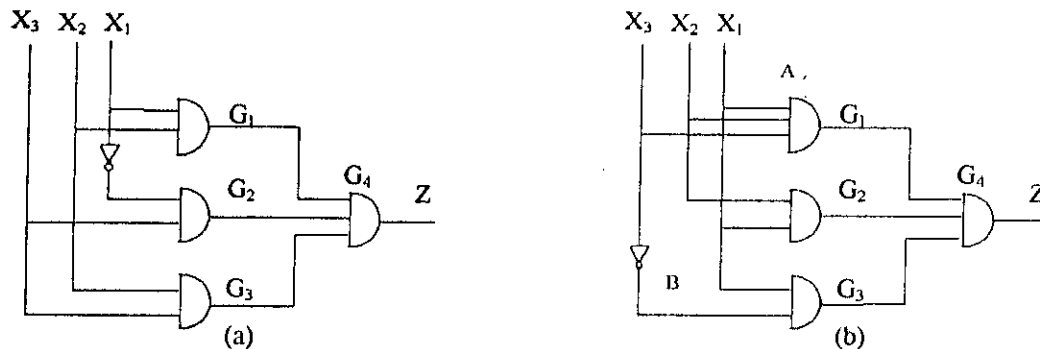 X₃ X₂ X₁
G₁
G₂
G₄
Z
G₃
(a)
X₃ X₂ X₁
A
G₁
G₄
G₂
Z
B
G₃
(b)